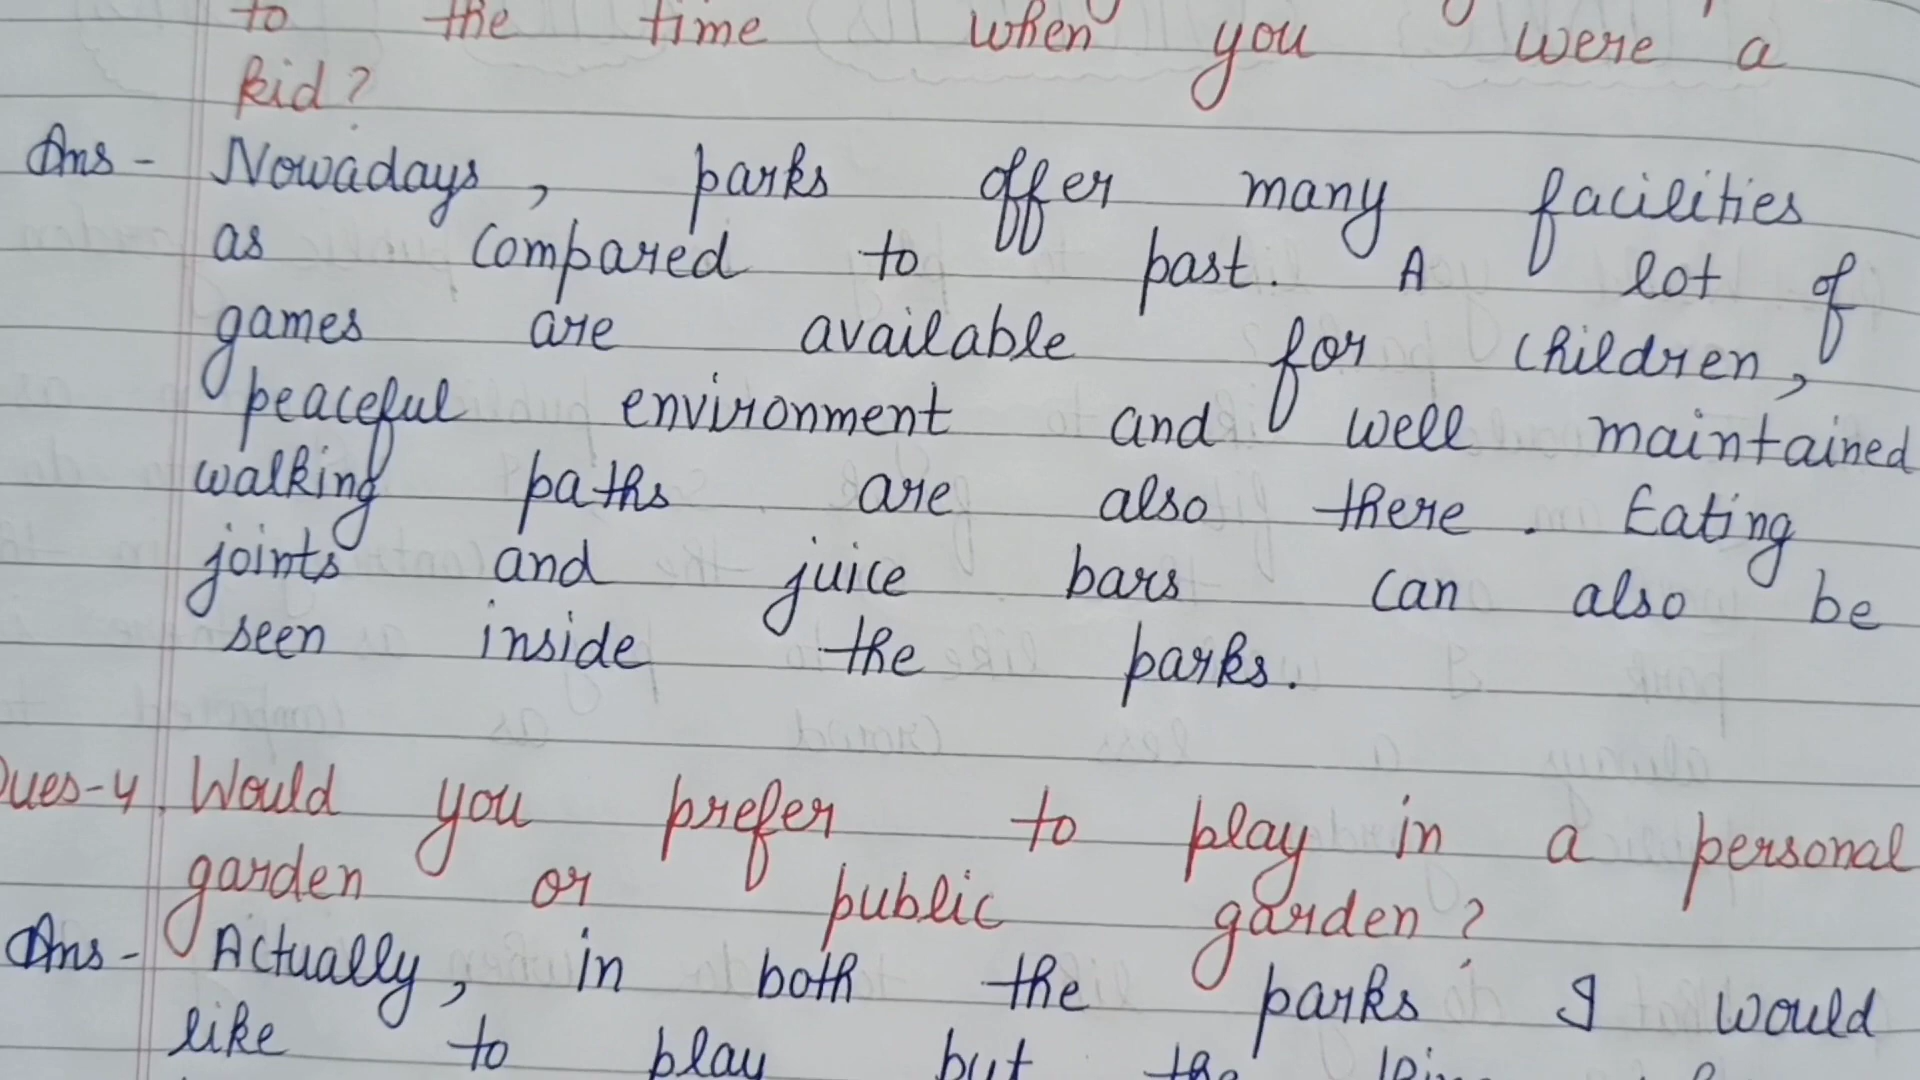 to the time when you were a
kid?
Ans - Nowadays, parks offer many facilities
as compared to past. A lot of
games are available for children,
peaceful environment and well maintained
walking paths are also there. Eating
joints and juice bars can also be
seen inside the parks.
Ques-4. Would you prefer to play in a personal
garden or public garden?
Ans - Actually, in both the parks I would
like to play but the